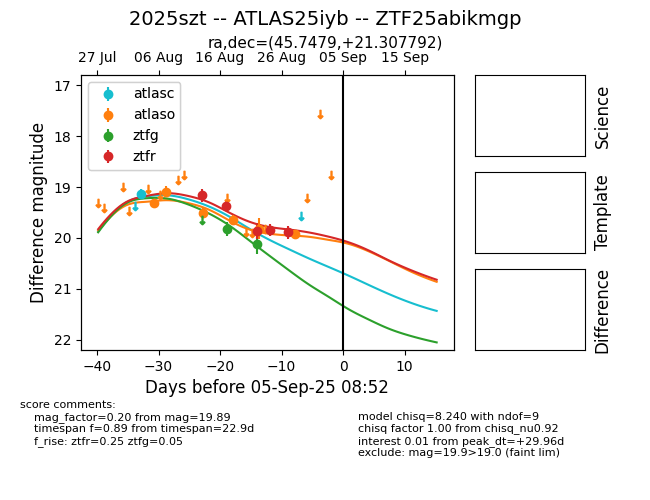 2025szt -- ATLAS25iyb -- ZTF25abikmgp
ra,dec=(45.7479,+21.307792)
27 Jul 06 Aug 16 Aug 26 Aug 05 Sep 15 Sep
atlasc
atlaso
ztfg
ztfr
17
18
19
20
21
22
Difference magnitude
−40 −30 −20 −10 0 10
Days before 05-Sep-25 08:52
Science
Template
Difference
score comments:
mag_factor=0.20 from mag=19.89
timespan f=0.89 from timespan=22.9d
f_rise: ztfr=0.25 ztfg=0.05
model chisq=8.240 with ndof=9
chisq factor 1.00 from chisq_nu0.92
interest 0.01 from peak_dt=+29.96d
exclude: mag=19.9>19.0 (faint lim)